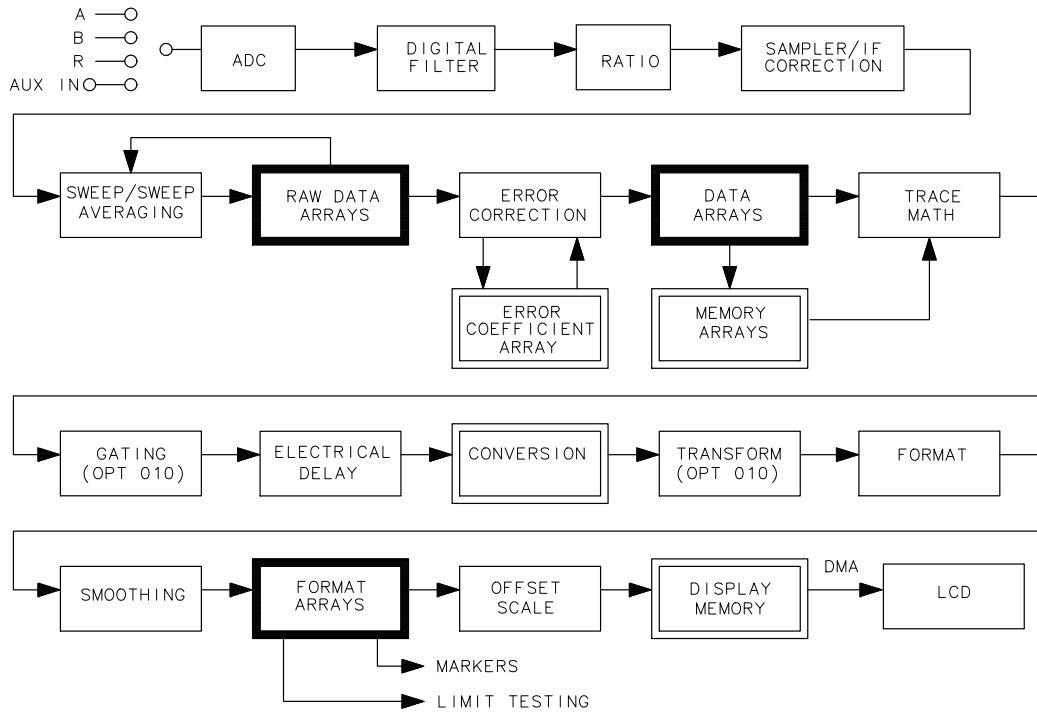 A
B
R
AUX IN
ADC
DIGITAL
FILTER
RATIO
SAMPLER/IF
CORRECTION
SWEEP/SWEEP
AVERAGING
RAW DATA
ARRAYS
ERROR
CORRECTION
DATA
ARRAYS
TRACE
MATH
ERROR
COEFFICIENT
ARRAY
MEMORY
ARRAYS
GATING
(OPT 010)
ELECTRICAL
DELAY
CONVERSION
TRANSFORM
(OPT 010)
FORMAT
SMOOTHING
FORMAT
ARRAYS
OFFSET
SCALE
DISPLAY
MEMORY
DMA
LCD
MARKERS
LIMIT TESTING